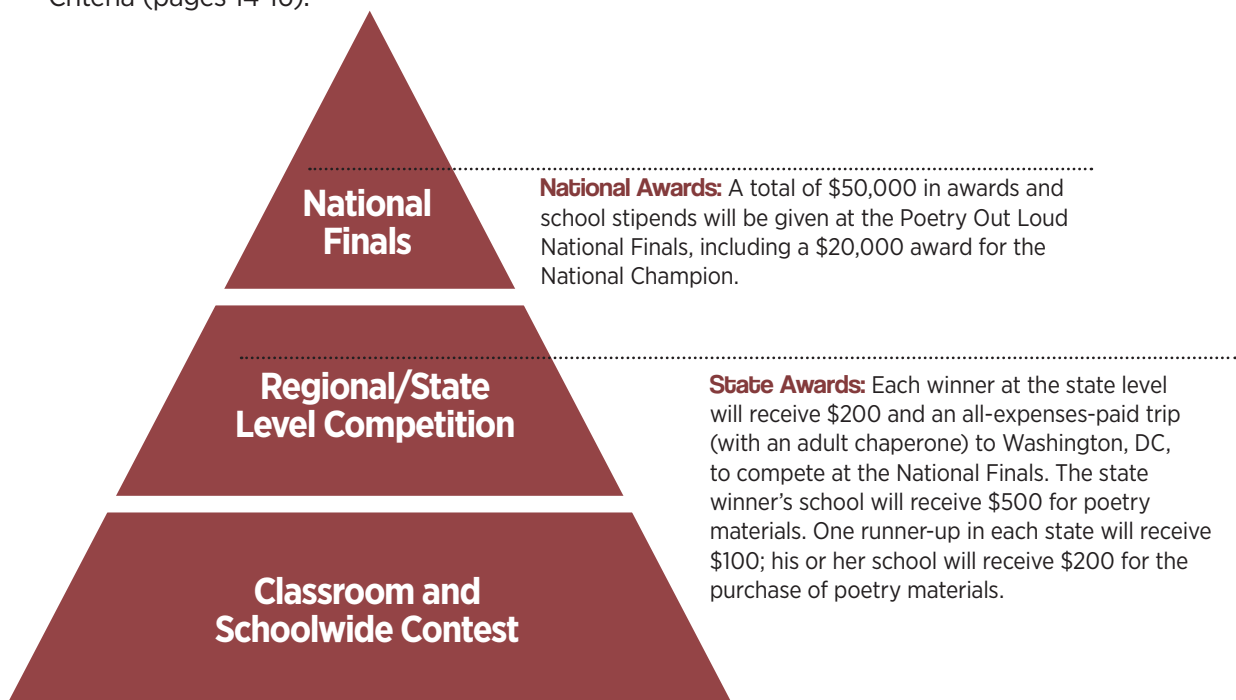 Criteria (pages 14-16).
National
Finals
National Awards: A total of $50,000 in awards and
school stipends will be given at the Poetry Out Loud
National Finals, including a $20,000 award for the
National Champion.
Regional/State
Level Competition
State Awards: Each winner at the state level
will receive $200 and an all-expenses-paid trip
(with an adult chaperone) to Washington, DC,
to compete at the National Finals. The state
winner’s school will receive $500 for poetry
materials. One runner-up in each state will receive
$100; his or her school will receive $200 for the
purchase of poetry materials.
Classroom and
Schoolwide Contest